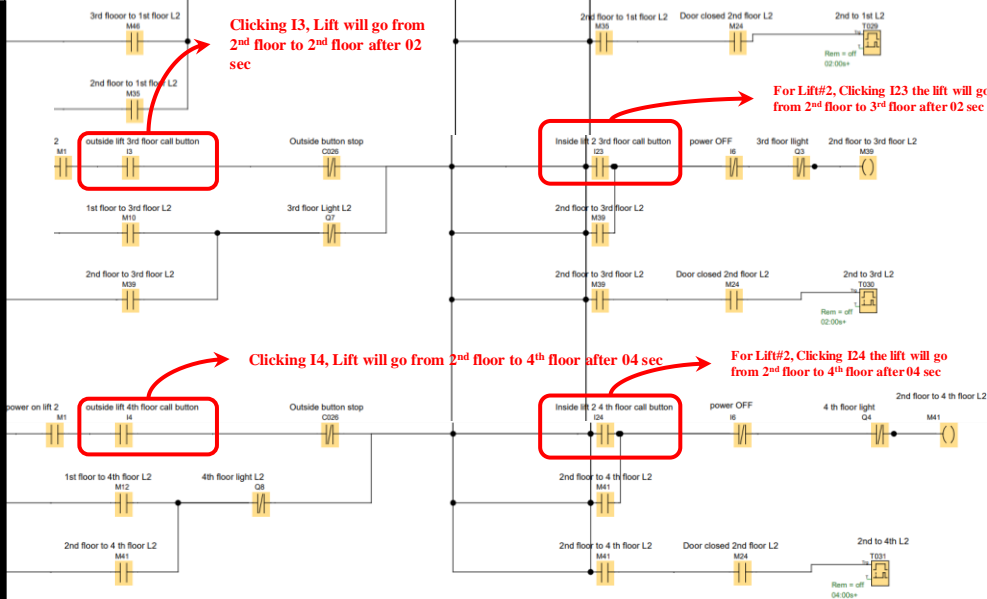 3rd flooor to 1st floor L2
M46
Clicking I3, Lift will go from
2nd floor to 2nd floor after 02
sec
2nd floor to 1st floor L2
M35
Door closed 2nd floor L2
M24
2nd to 1st L2
T029
Rem = off
02:00s+
2nd floor to 1st floor L2
M35
For Lift#2, Clicking I23 the lift will go
from 2nd floor to 3rd floor after 02 sec
2
M1
outside lift 3rd floor call button
I3
Outside button stop
C026
Inside lift 2 3rd floor call button
I23
power OFF
I6
3rd floor llight
Q3
2nd floor to 3rd floor L2
M39
1st floor to 3rd floor L2
M10
3rd floor Light L2
Q7
2nd floor to 3rd floor L2
M39
2nd floor to 3rd floor L2
M39
2nd floor to 3rd floor L2
M39
Door closed 2nd floor L2
M24
2nd to 3rd L2
T030
Rem = off
02:00s+
Clicking I4, Lift will go from 2nd floor to 4th floor after 04 sec
For Lift#2, Clicking I24 the lift will go
from 2nd floor to 4th floor after 04 sec
power on lift 2
M1
outside lift 4th floor call button
I4
Outside button stop
C026
Inside lift 2 4 th floor call button
I24
power OFF
I6
4 th floor light
Q4
2nd floor to 4 th floor L2
M41
1st floor to 4th floor L2
M12
4th floor light L2
Q8
2nd floor to 4 th floor L2
M41
2nd floor to 4 th floor L2
M41
2nd floor to 4 th floor L2
M41
Door closed 2nd floor L2
M24
2nd to 4th L2
T031
Rem = off
04:00s+